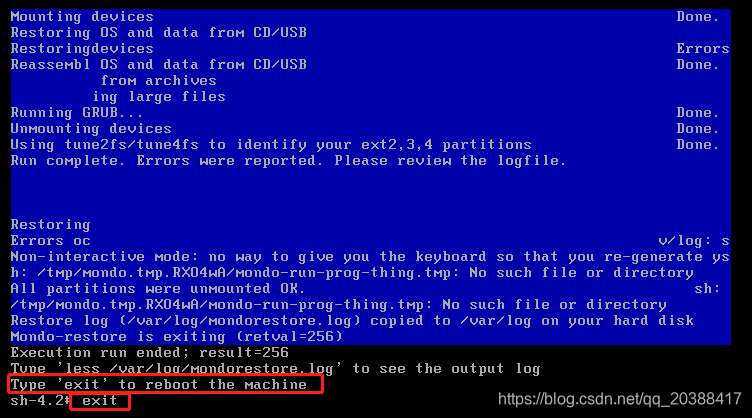 Mounting devices Done.
Restoring OS and data from CD/USB
Restoringdevices Errors
Reassembl OS and data from CD/USB Done.
from archives
ing large files
Running GRUB... Done.
Unmounting devices Done.
Using tune2fs/tune4fs to identify your ext2,3,4 partitions Done.
Run complete. Errors were reported. Please review the logfile.
Restoring
Errors oc v/log: s
Non-interactive mode: no way to give you the keyboard so that you re-generate ys
h: /tmp/mondo.tmp.RXO4wA/mondo-run-prog-thing.tmp: No such file or directory
All partitions were unmounted OK. sh:
/tmp/mondo.tmp.RXO4wA/mondo-run-prog-thing.tmp: No such file or directory
Restore log (/var/log/mondorestore.log) copied to /var/log on your hard disk
Mondo-restore is exiting (retval=256)
Execution run ended; result=256
Type 'less /var/log/mondorestore.log' to see the output log
Type 'exit' to reboot the machine
sh-4.2# exit
https://blog.csdn.net/qq_20388417